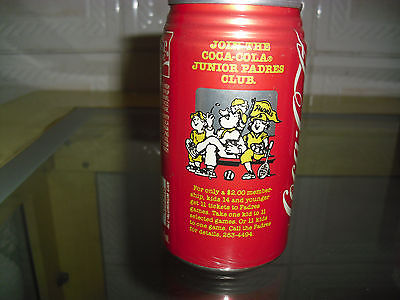 JOIN THE
COCA-COLA®
JUNIOR PADRES
CLUB.
For only a $2.00 member-
ship, kids 14 and younger
get 11 tickets to Padres
games. Take one kid to 11
selected games. Or 11 kids
to one game. Call the Padres
for details, 283-4494.
Coca-Cola